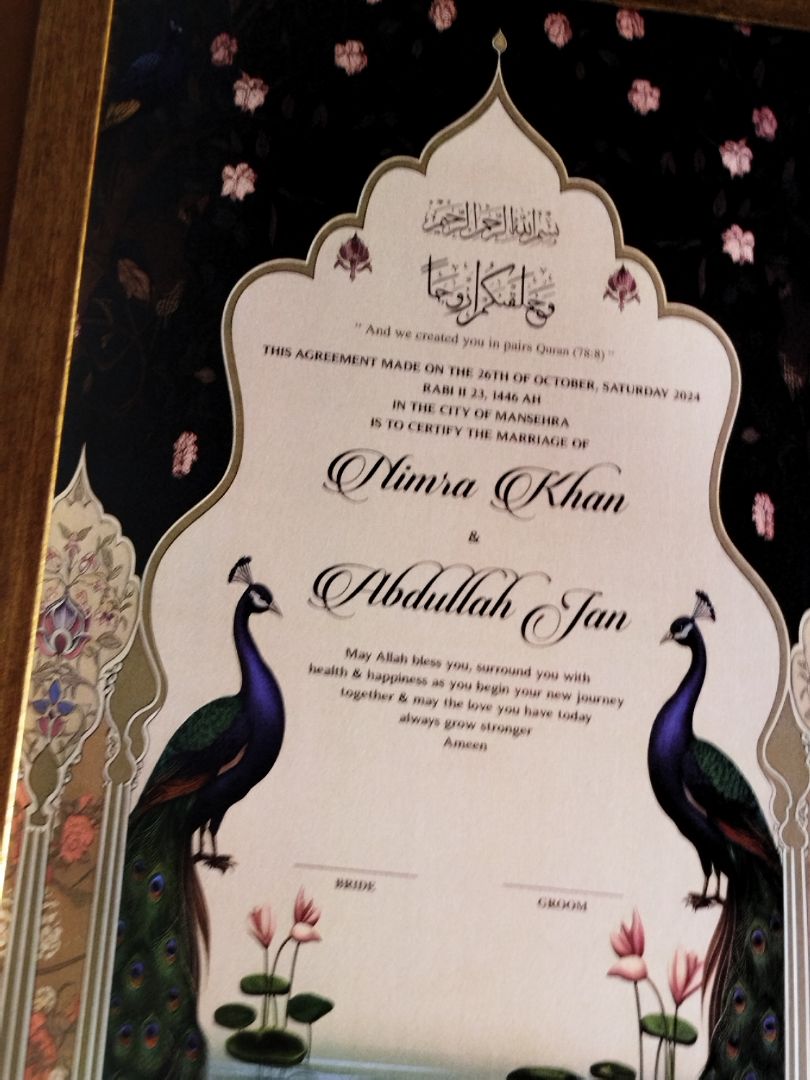 بسم الله الرحمن الرحيم
وخلقنكم ازوجا
" And we created you in pairs Quran (78:8) "
THIS AGREEMENT MADE ON THE 26TH OF OCTOBER, SATURDAY 2024
RABI II 23, 1446 AH
IN THE CITY OF MANSEHRA
IS TO CERTIFY THE MARRIAGE OF
Nimra Khan
&
Abdullah Jan
May Allah bless you, surround you with
health & happiness as you begin your new journey
together & may the love you have today
always grow stronger
Ameen
BRIDE
GROOM